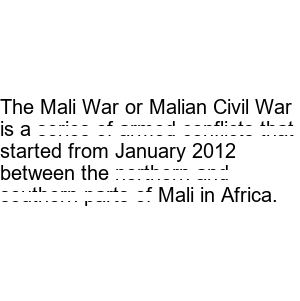 The Mali War or Malian Civil War
is a series of armed conflicts that
started from January 2012
between the northern and
southern parts of Mali in Africa.